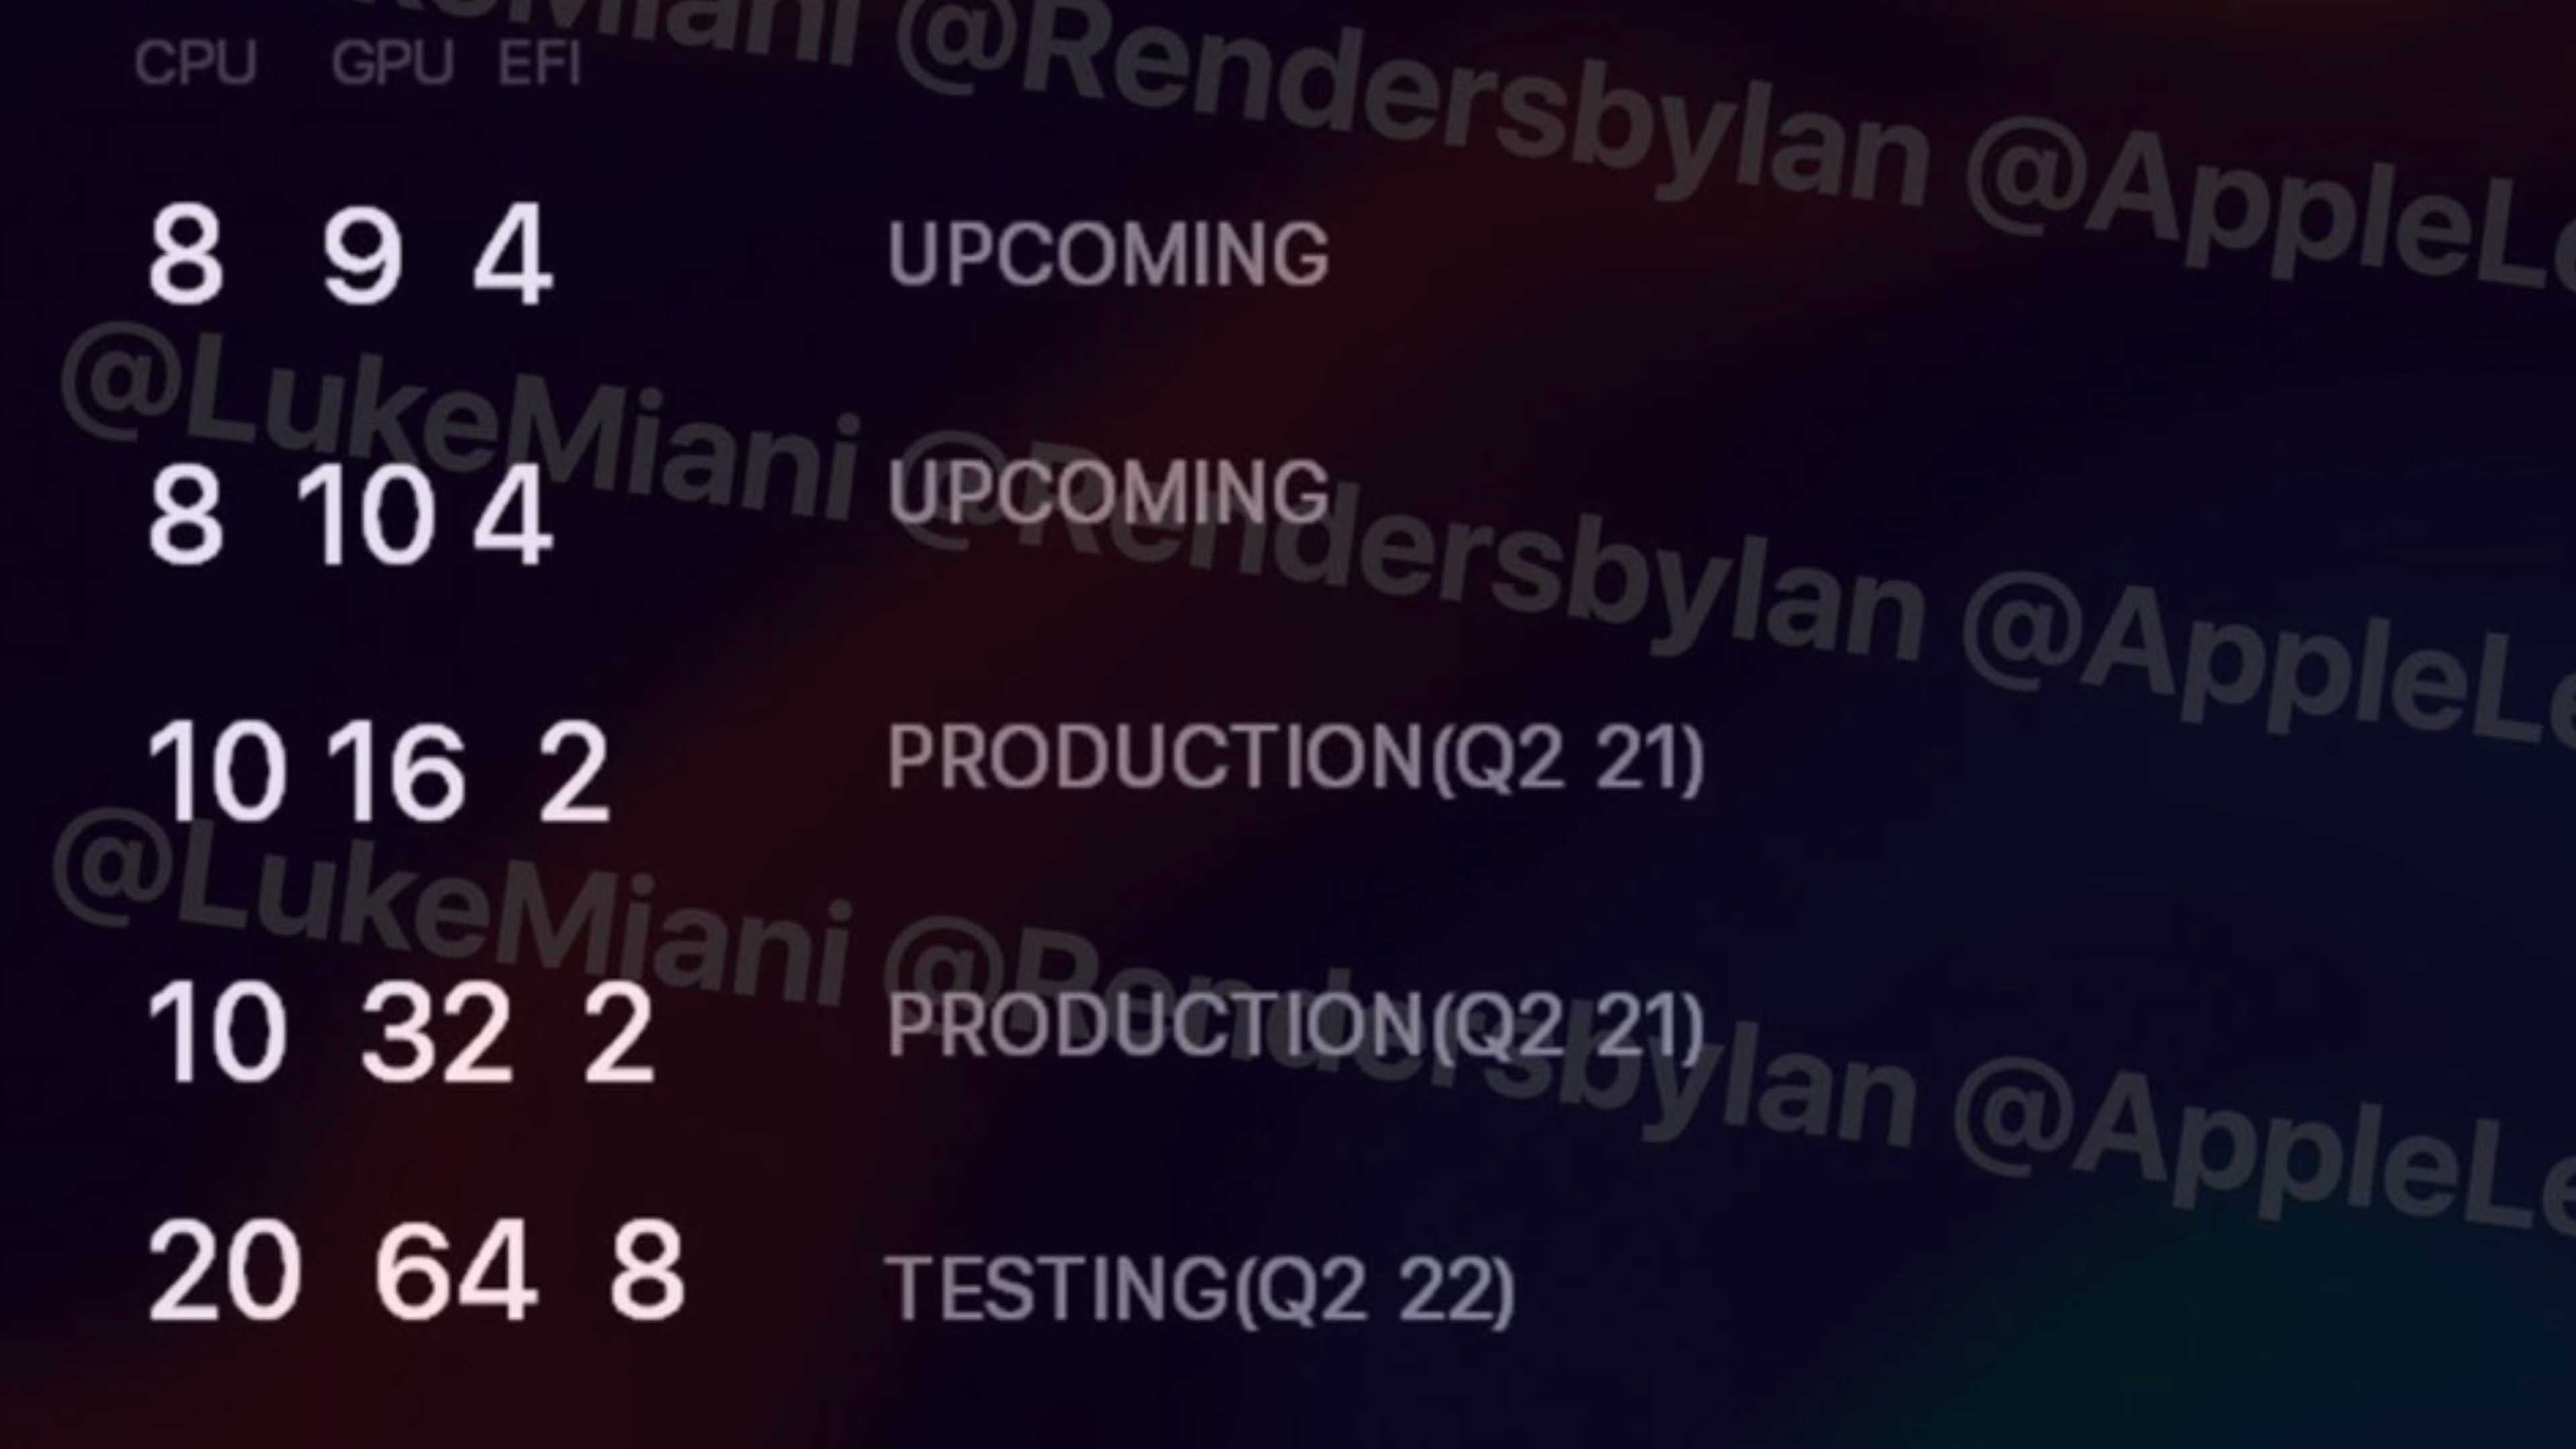 @Rendersbylan @AppleLe
CPU GPU EFI
8 9 4 UPCOMING
@LukeMiani @Rendersbylan @AppleLe
8 10 4 UPCOMING
10 16 2 PRODUCTION(Q2 21)
@LukeMiani @Rendersbylan @AppleLe
10 32 2 PRODUCTION(Q2 21)
20 64 8 TESTING(Q2 22)